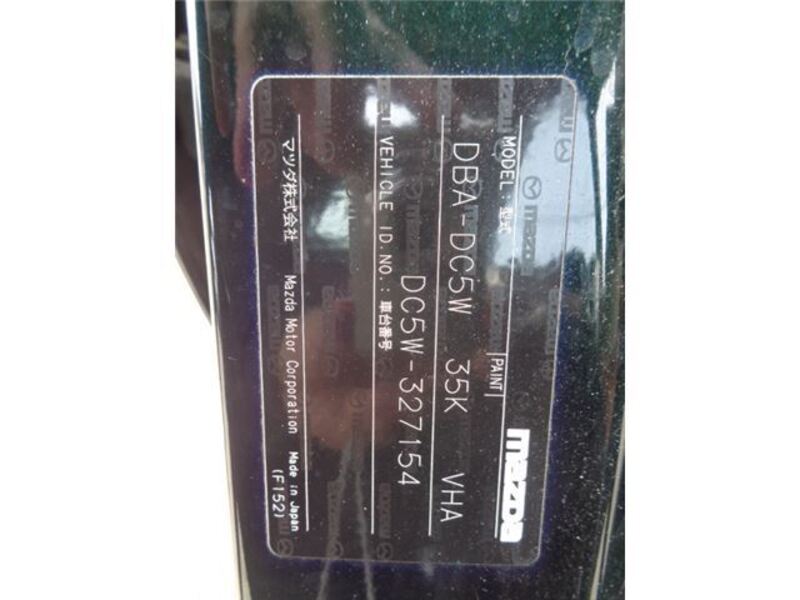 mazda
MODEL : 型式 PAINT
DBA-DC5W 35K VHA
VEHICLE ID.NO. : 車台番号
DC5W-327154
マツダ株式会社 Mazda Motor Corporation Made in Japan
(F152)